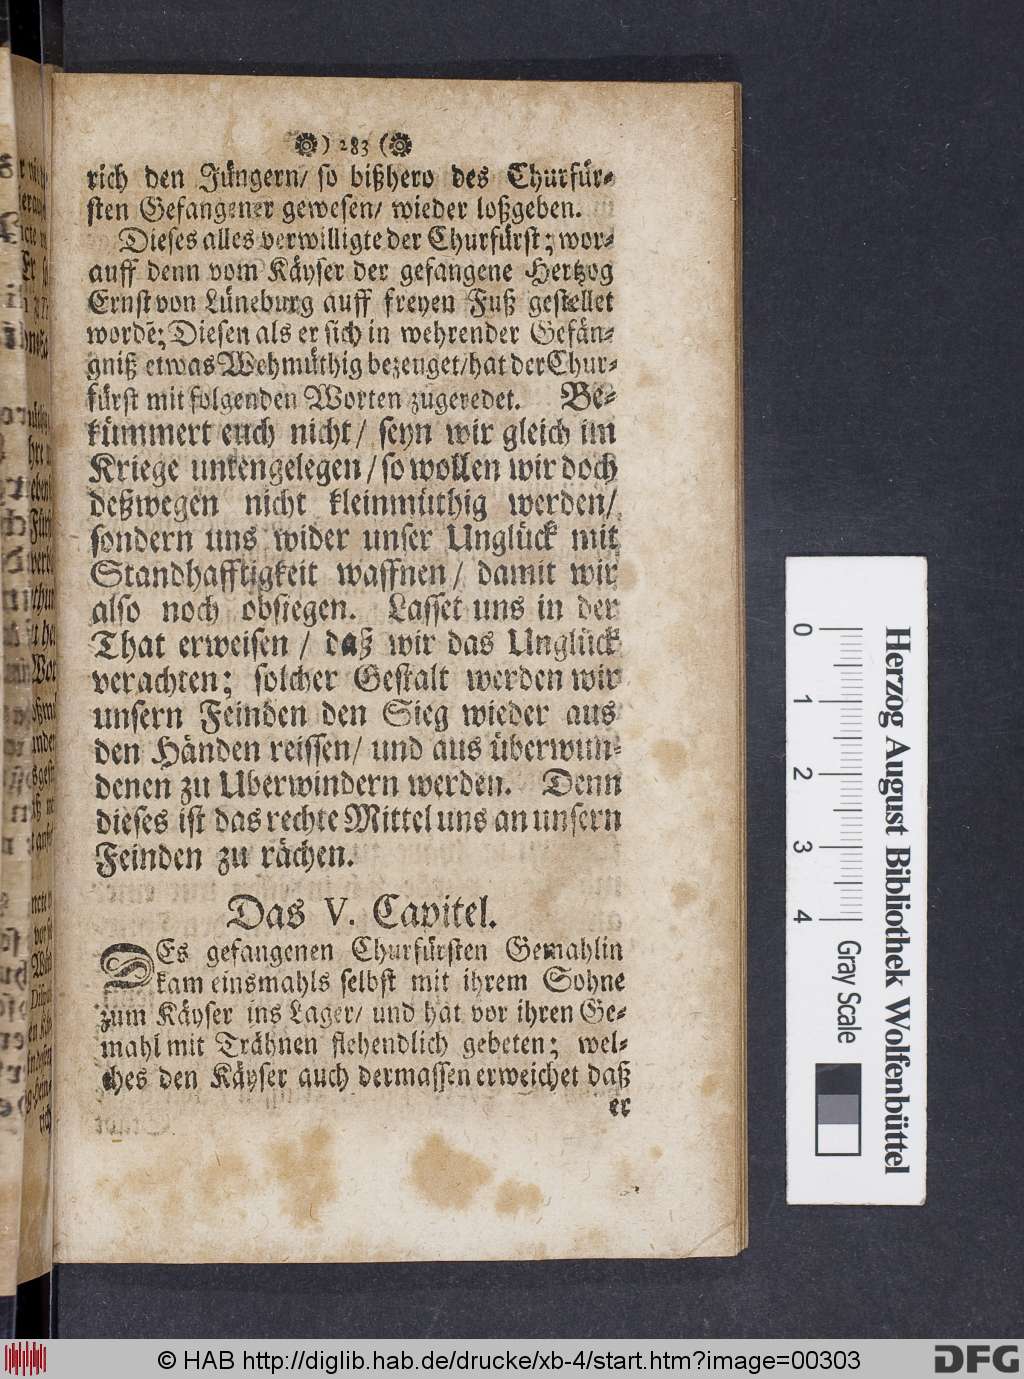 ) 283 (
rich den Jüngern/ so bißhero des Churfür-
sten Gefangener gewesen/ wieder loßgeben.
Dieses alles verwilligte der Churfürst; wor-
auff denn vom Käyser der gefangene Hertzog
Ernst von Lüneburg auff freyen Fuß gestellet
wordē; Diesen als er sich in wehrender Gefän-
gniß etwas Wehmüthig bezeuget/ hat der Chur-
fürst mit folgenden Worten zugeredet. Be-
kümmert euch nicht/ seyn wir gleich im
Kriege untengelegen/ so wollen wir doch
deßwegen nicht kleinmüthig werden/
sondern uns wider unser Unglück mit
Standhafftigkeit waffnen/ damit wir
also noch obsiegen. Lasset uns in der
That erweisen/ daß wir das Unglück
verachten; solcher Gestalt werden wir
unsern Feinden den Sieg wieder aus
den Händen reissen/ und aus überwun-
denen zu Uberwindern werden. Denn
dieses ist das rechte Mittel uns an unsern
Feinden zu rächen.
Das V. Capitel.
DEs gefangenen Churfürsten Gemahlin
kam einsmahls selbst mit ihrem Sohne
zum Käyser ins Lager/ und hat vor ihren Ge-
mahl mit Trähnen flehendlich gebeten; wel-
ches den Käyser auch dermassen erweichet daß
er
0 1 2 3 4
Gray Scale
Herzog August Bibliothek Wolfenbüttel
© HAB http://diglib.hab.de/drucke/xb-4/start.htm?image=00303
DFG